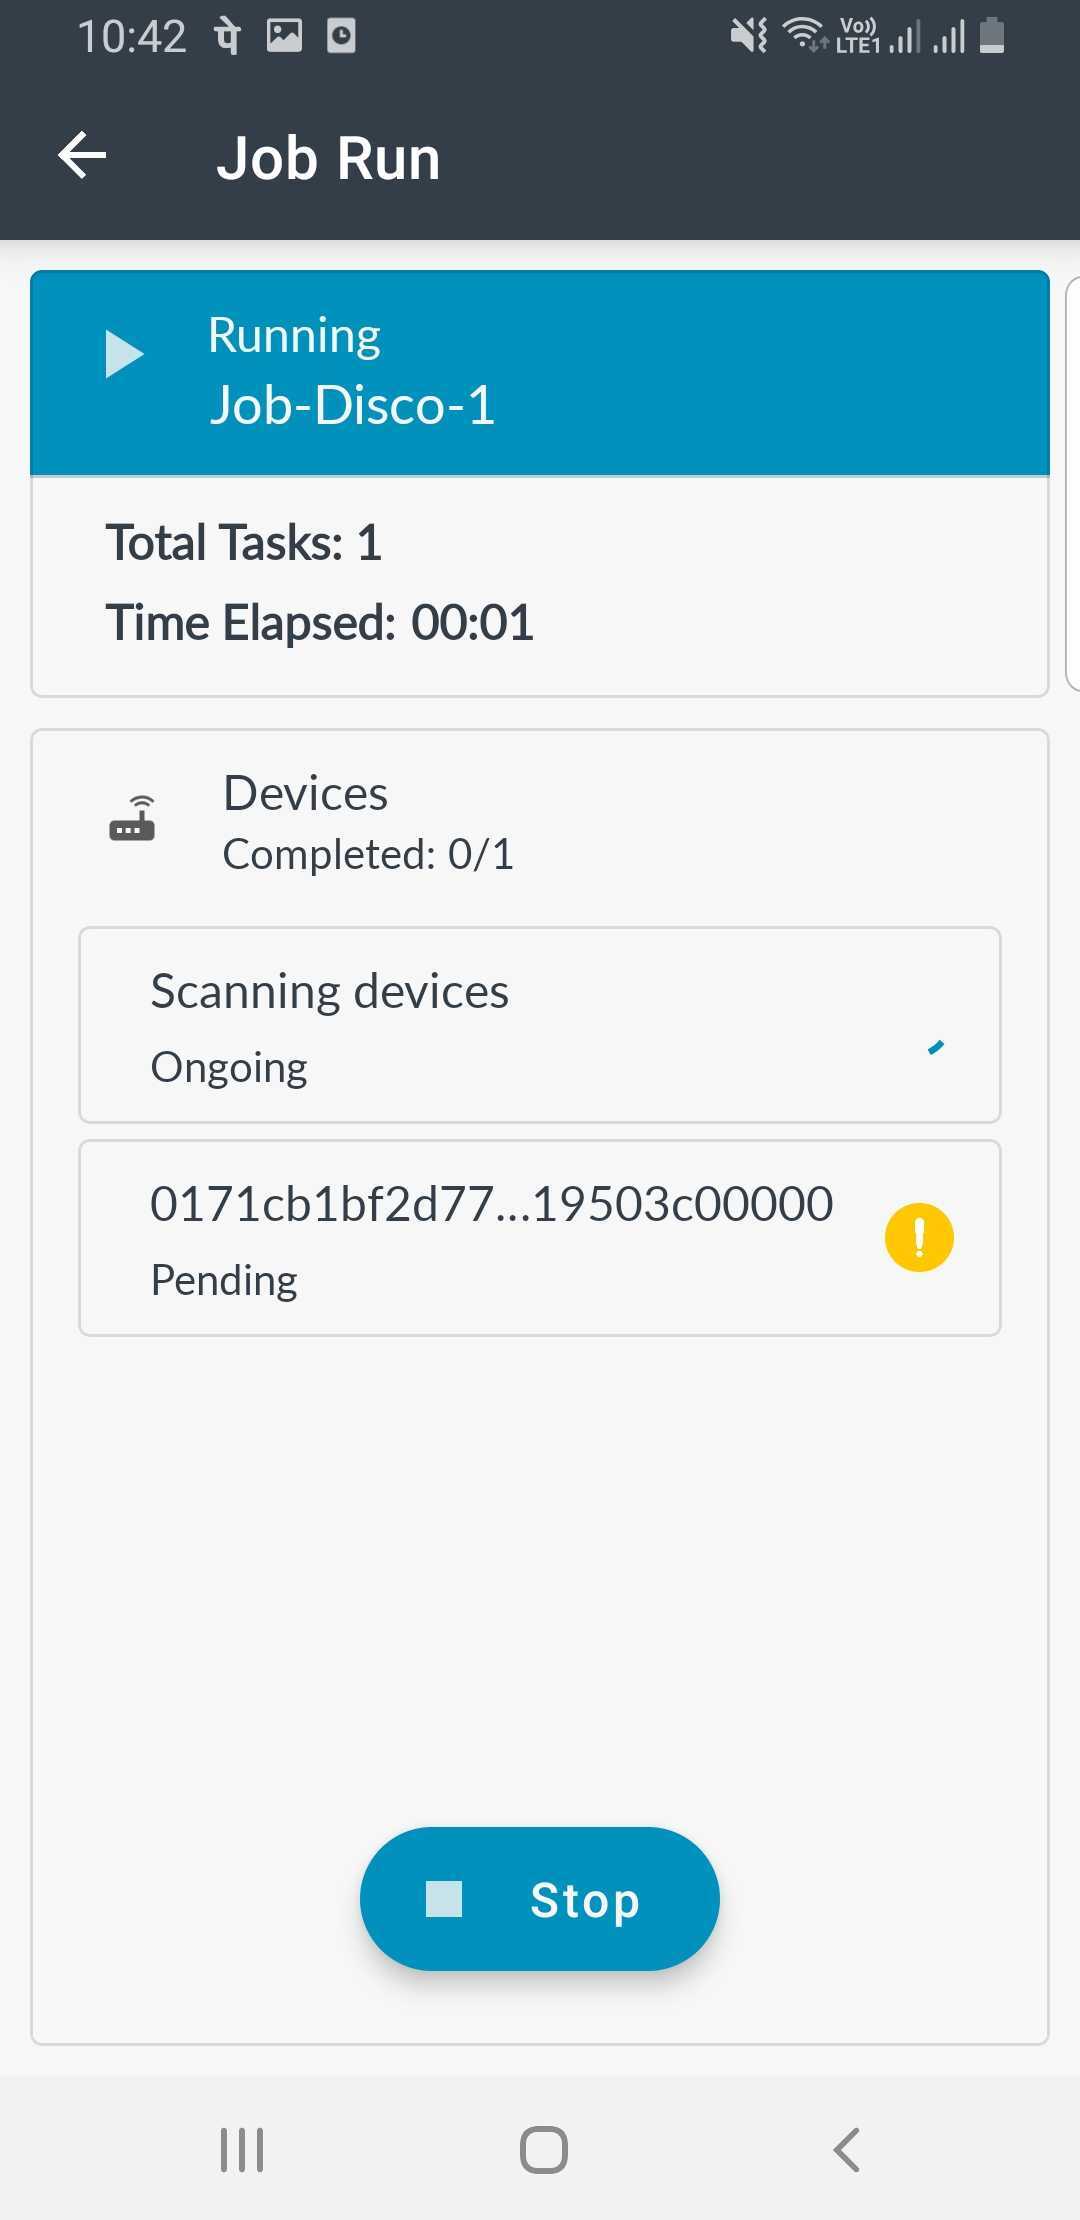 10:42 पे Vo)) LTE1
Job Run
Running
Job-Disco-1
Total Tasks: 1
Time Elapsed: 00:01
Devices
Completed: 0/1
Scanning devices
Ongoing
0171cb1bf2d77...19503c00000
Pending
Stop